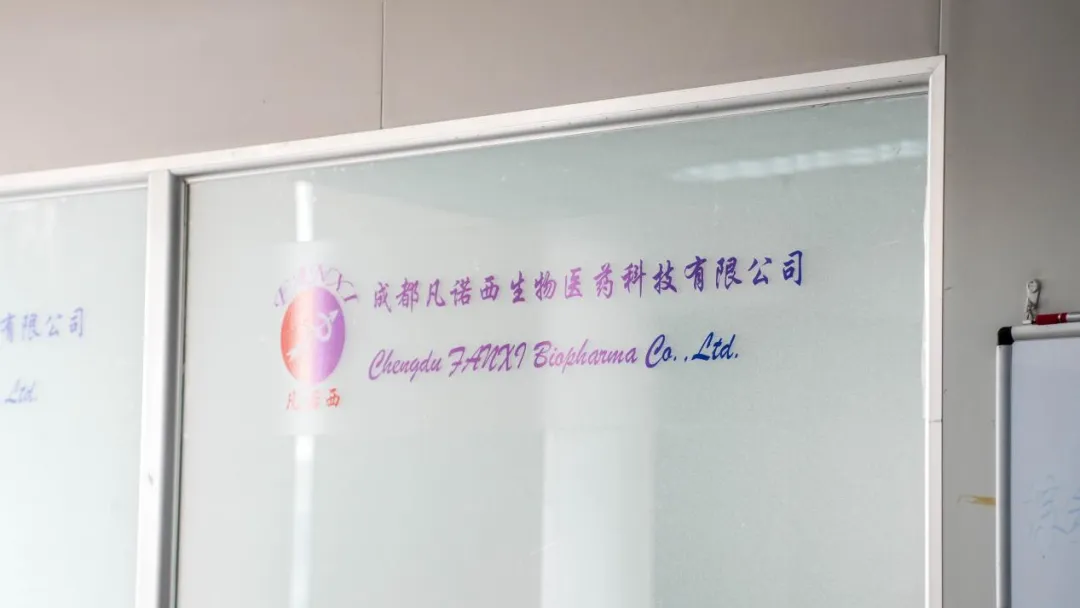 成都凡诺西生物医药科技有限公司
Chengdu FANXI Biopharma Co.,Ltd.
凡诺西
有限公司
Ltd.